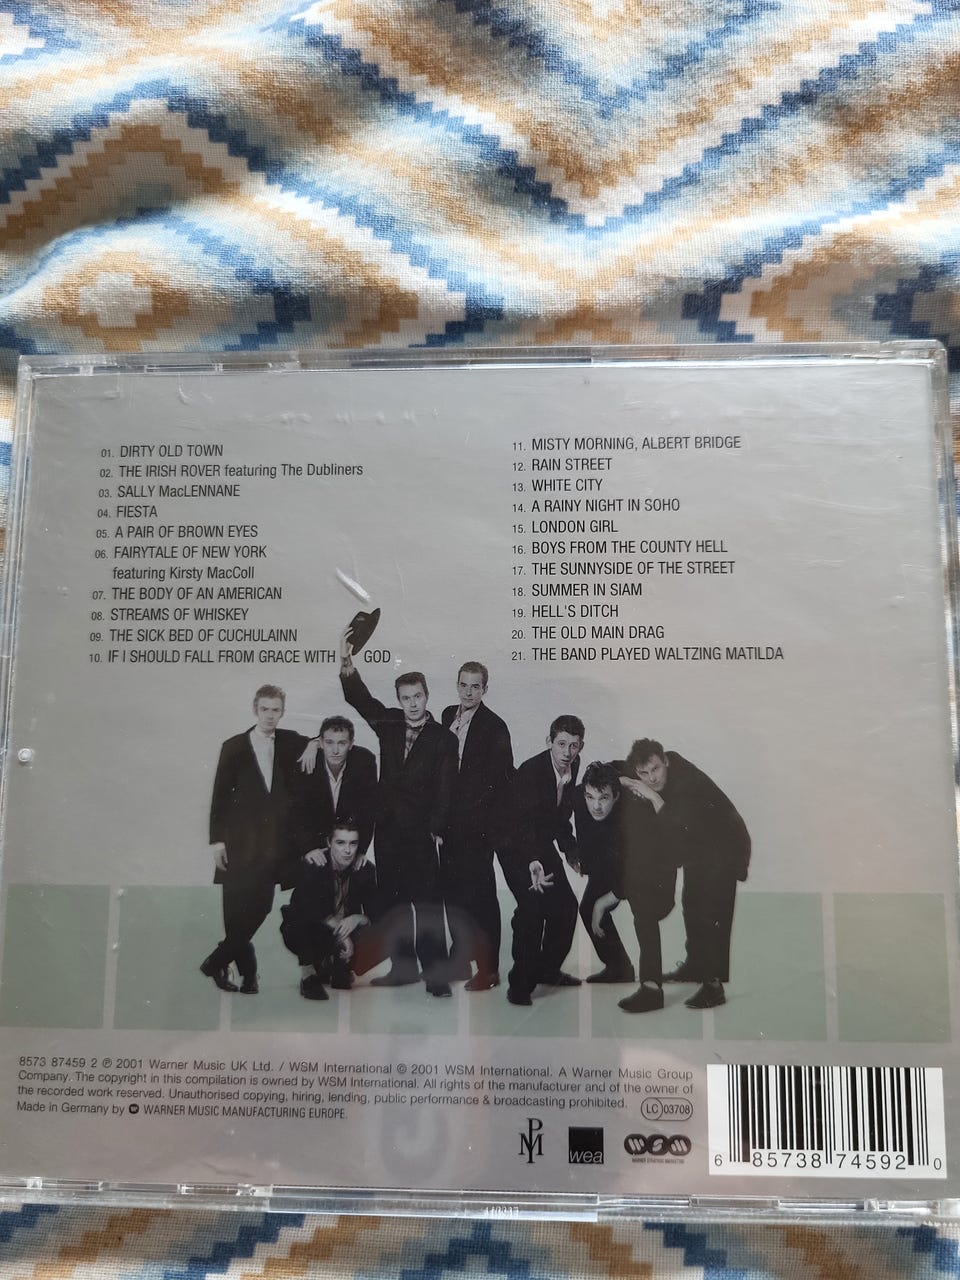 01. DIRTY OLD TOWN
02. THE IRISH ROVER featuring The Dubliners
03. SALLY MacLENNANE
04. FIESTA
05. A PAIR OF BROWN EYES
06. FAIRYTALE OF NEW YORK
featuring Kirsty MacColl
07. THE BODY OF AN AMERICAN
08. STREAMS OF WHISKEY
09. THE SICK BED OF CUCHULAINN
10. IF I SHOULD FALL FROM GRACE WITH GOD
11. MISTY MORNING, ALBERT BRIDGE
12. RAIN STREET
13. WHITE CITY
14. A RAINY NIGHT IN SOHO
15. LONDON GIRL
16. BOYS FROM THE COUNTY HELL
17. THE SUNNYSIDE OF THE STREET
18. SUMMER IN SIAM
19. HELL'S DITCH
20. THE OLD MAIN DRAG
21. THE BAND PLAYED WALTZING MATILDA
8573 87459 2 ℗ 2001 Warner Music UK Ltd. / WSM International © 2001 WSM International. A Warner Music Group
Company. The copyright in this compilation is owned by WSM International. All rights of the manufacturer and of the owner of
the recorded work reserved. Unauthorised copying, hiring, lending, public performance & broadcasting prohibited.
Made in Germany by WARNER MUSIC MANUFACTURING EUROPE.
LC 03708
PM
wea
WSM
WARNER STRATEGIC MARKETING
6 85738 74592 0